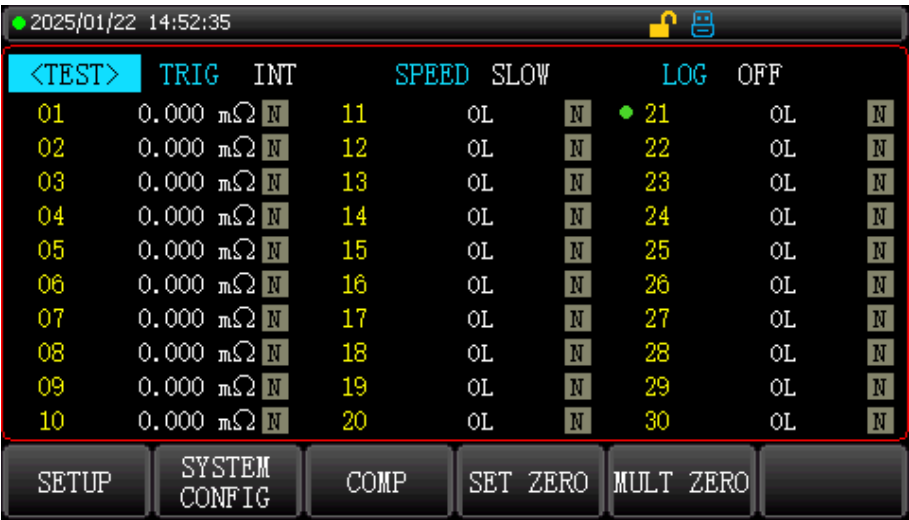 2025/01/22 14:52:35
<TEST> TRIG INT SPEED SLOW LOG OFF
01 0.000 mΩ N 11 OL N 21 OL N
02 0.000 mΩ N 12 OL N 22 OL N
03 0.000 mΩ N 13 OL N 23 OL N
04 0.000 mΩ N 14 OL N 24 OL N
05 0.000 mΩ N 15 OL N 25 OL N
06 0.000 mΩ N 16 OL N 26 OL N
07 0.000 mΩ N 17 OL N 27 OL N
08 0.000 mΩ N 18 OL N 28 OL N
09 0.000 mΩ N 19 OL N 29 OL N
10 0.000 mΩ N 20 OL N 30 OL N
SETUP SYSTEM CONFIG COMP SET ZERO MULT ZERO